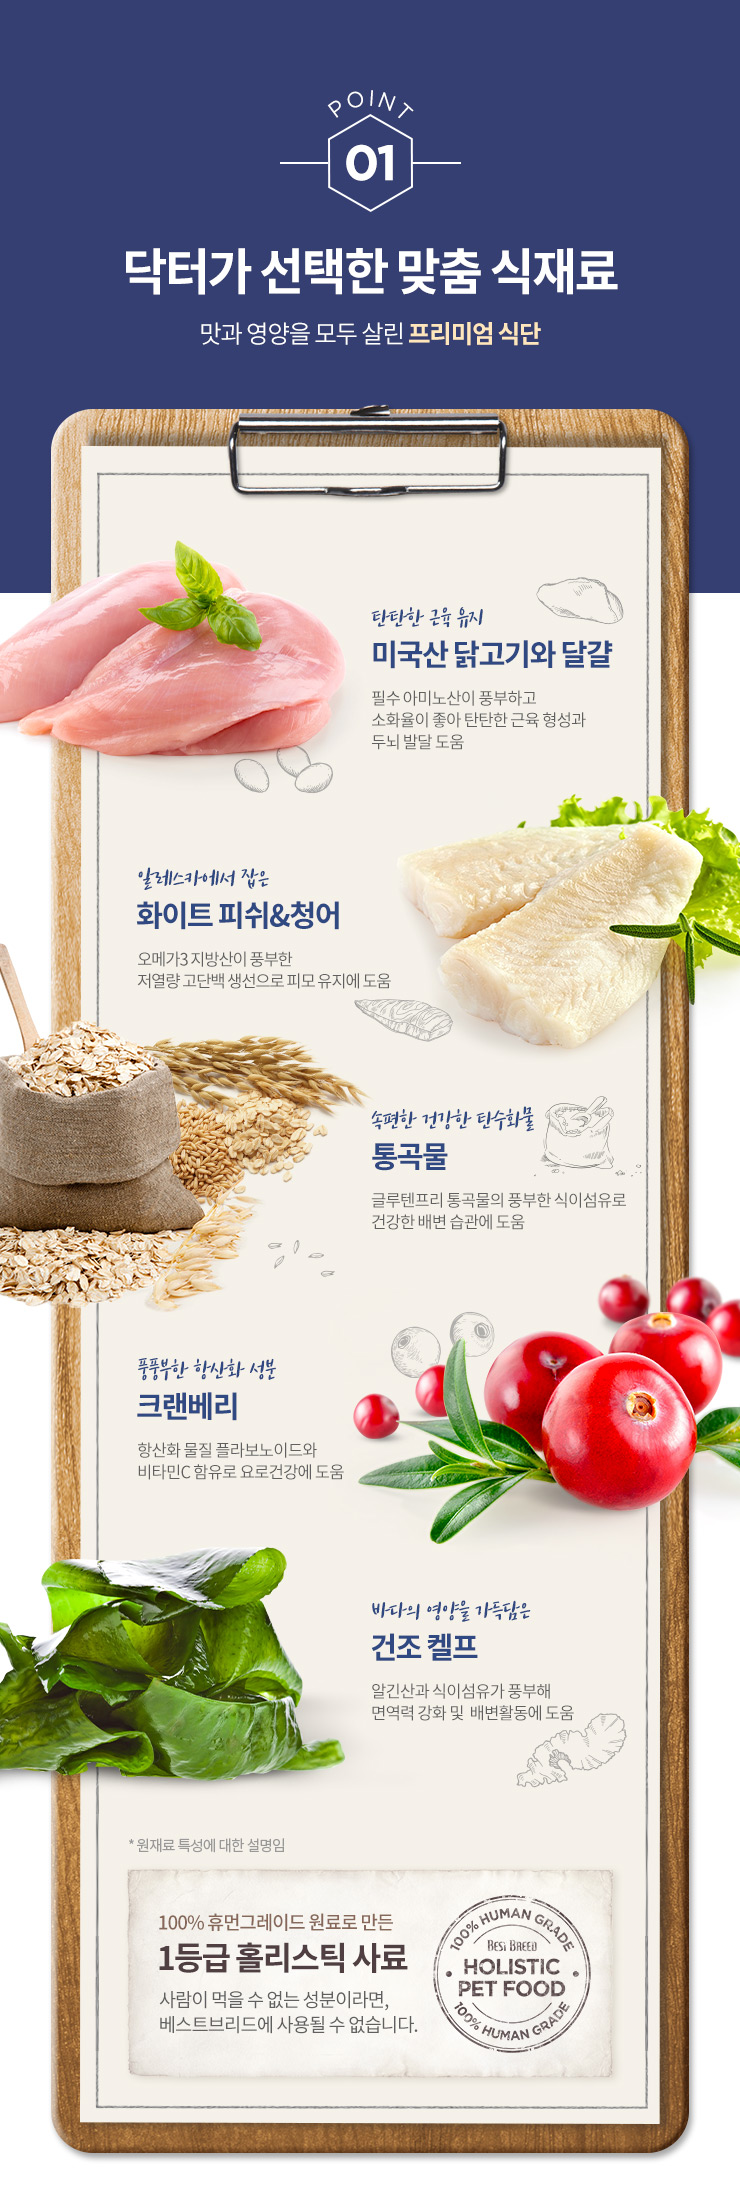 POINT
01
닥터가 선택한 맞춤 식재료
맛과 영양을 모두 살린 프리미엄 식단
탄탄한 근육 유지
미국산 닭고기와 달걀
필수 아미노산이 풍부하고
소화율이 좋아 탄탄한 근육 형성과
두뇌 발달 도움
알레스카에서 잡은
화이트 피쉬&청어
오메가3 지방산이 풍부한
저열량 고단백 생선으로 피모 유지에 도움
속편한 건강한 탄수화물
통곡물
글루텐프리 통곡물의 풍부한 식이섬유로
건강한 배변 습관에 도움
풍풍부한 항산화 성분
크랜베리
항산화 물질 플라보노이드와
비타민C 함유로 요로건강에 도움
바다의 영양을 가득담은
건조 켈프
알긴산과 식이섬유가 풍부해
면역력 강화 및 배변활동에 도움
* 원재료 특성에 대한 설명임
100% 휴먼그레이드 원료로 만든
1등급 홀리스틱 사료
사람이 먹을 수 없는 성분이라면,
베스트브리드에 사용될 수 없습니다.
100% HUMAN GRADE
BEST BREED
HOLISTIC
PET FOOD
100% HUMAN GRADE